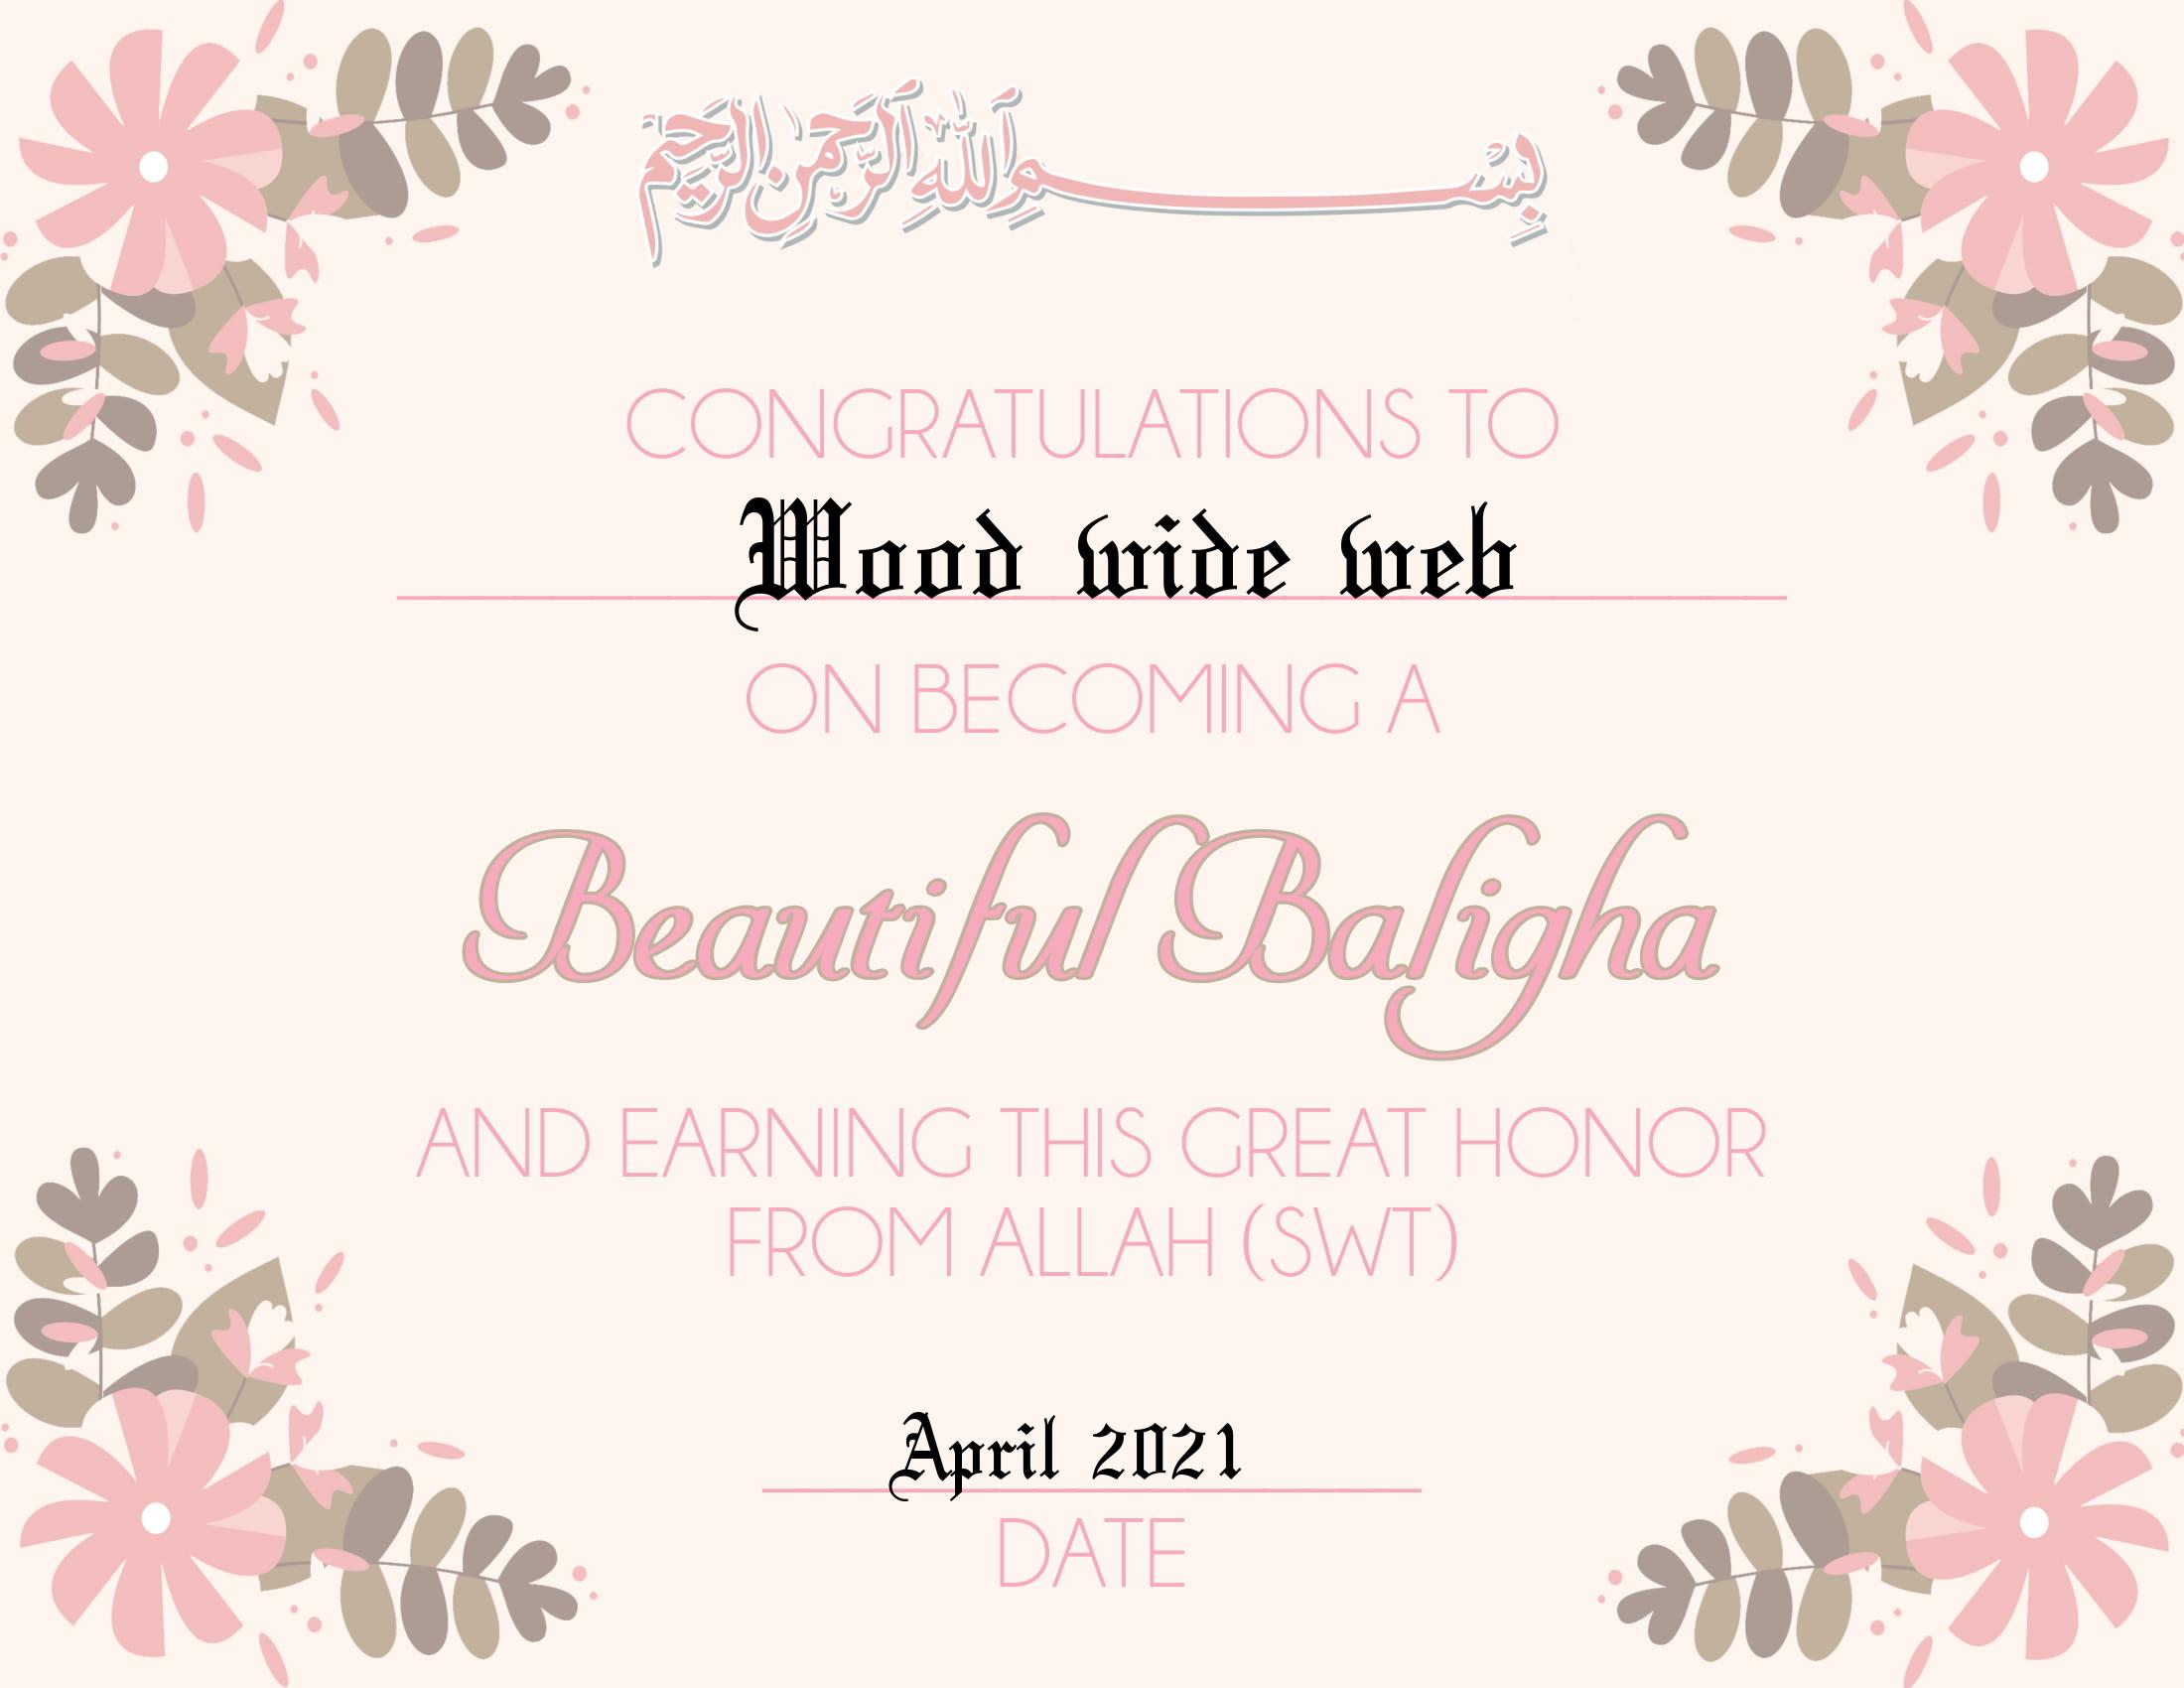 بسم الله الرحمن الرحيم
CONGRATULATIONS TO
Wood wide web
ON BECOMING A
Beautiful Baligha
AND EARNING THIS GREAT HONOR
FROM ALLAH (SWT)
April 2021
DATE